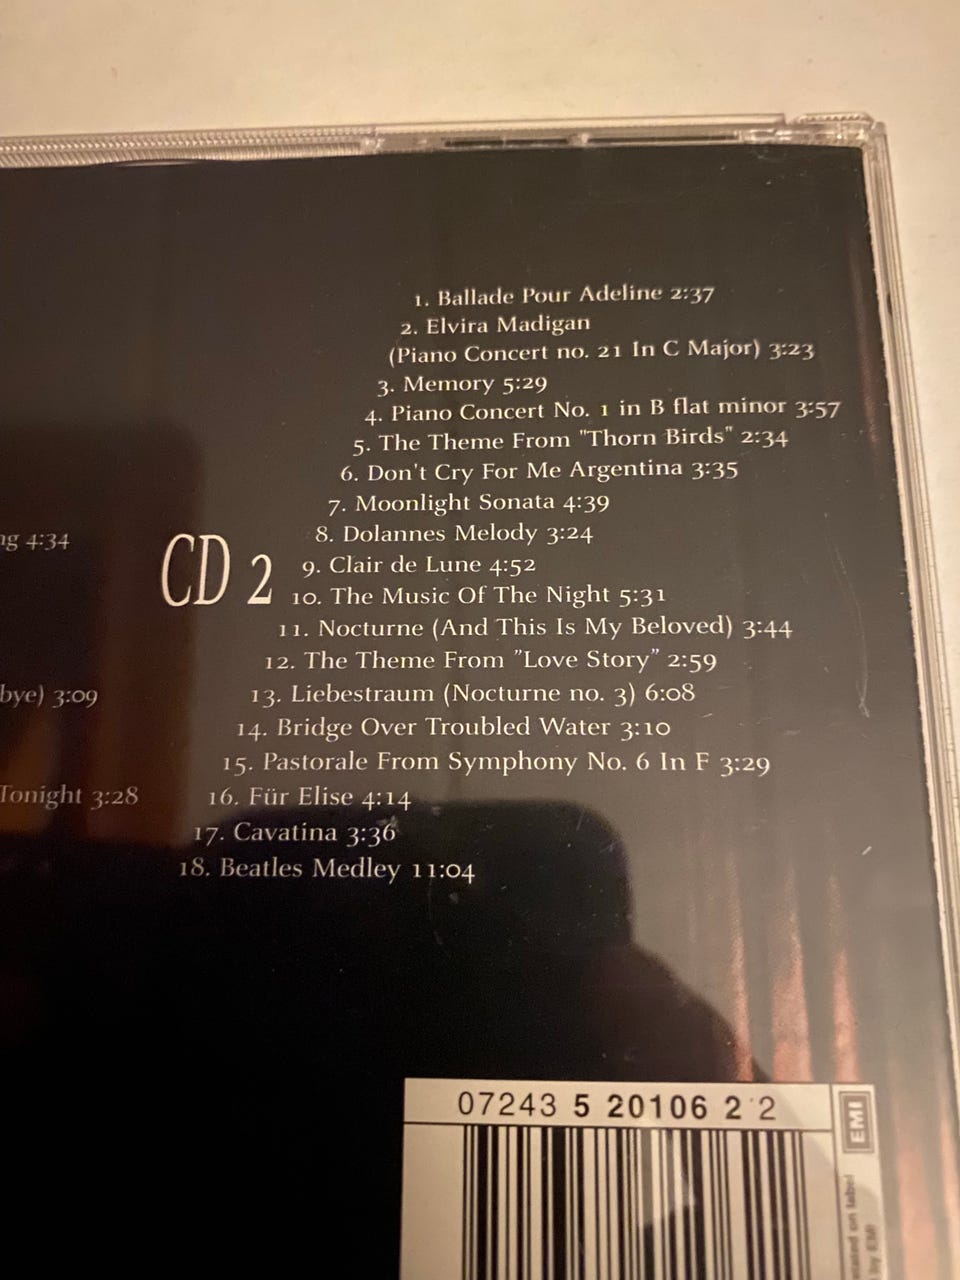 1. Ballade Pour Adeline 2:37
2. Elvira Madigan
(Piano Concert no. 21 In C Major) 3:23
3. Memory 5:29
4. Piano Concert No. 1 in B flat minor 3:57
5. The Theme From "Thorn Birds" 2:34
6. Don't Cry For Me Argentina 3:35
7. Moonlight Sonata 4:39
8. Dolannes Melody 3:24
9. Clair de Lune 4:52
10. The Music Of The Night 5:31
11. Nocturne (And This Is My Beloved) 3:44
12. The Theme From "Love Story" 2:59
13. Liebestraum (Nocturne no. 3) 6:08
14. Bridge Over Troubled Water 3:10
15. Pastorale From Symphony No. 6 In F 3:29
16. Für Elise 4:14
17. Cavatina 3:36
18. Beatles Medley 11:04
CD 2
4:34
bye) 3:09
Tonight 3:28
07243 5 20106 2 2
EMI
on label
by EMI